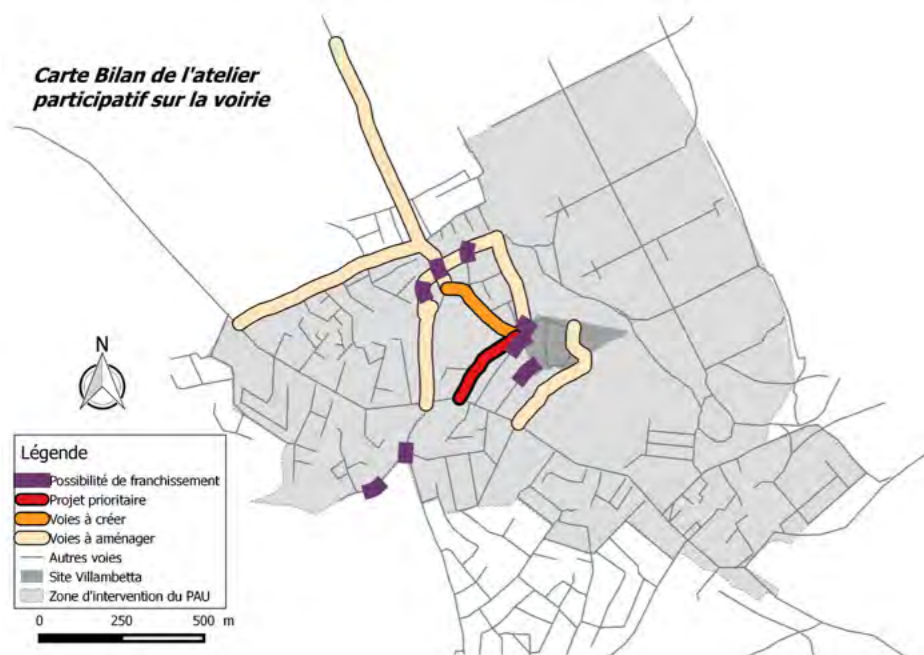 Carte Bilan de l'atelier
participatif sur la voirie
N
Légende
Possibilité de franchissement
Projet prioritaire
Voies à créer
Voies à aménager
Autres voies
Site Villambetta
Zone d'intervention du PAU
0 250 500 m